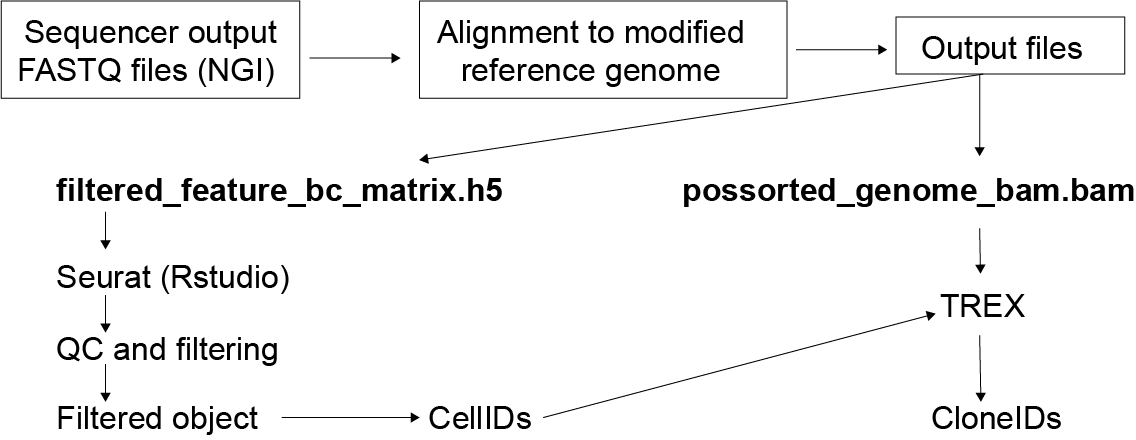 Sequencer output
FASTQ files (NGI)
Alignment to modified
reference genome
Output files
filtered_feature_bc_matrix.h5
possorted_genome_bam.bam
Seurat (Rstudio)
TREX
QC and filtering
Filtered object
CellIDs
CloneIDs